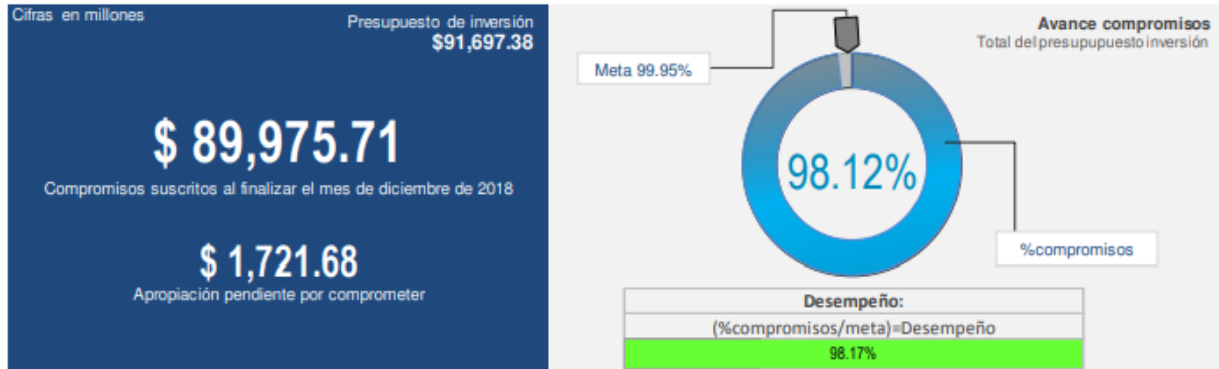 Cifras en millones
Presupuesto de inversión
$91,697.38
$ 89,975.71
Compromisos suscritos al finalizar el mes de diciembre de 2018
$ 1,721.68
Apropiación pendiente por comprometer
Avance compromisos
Total del presupupuesto inversión
Meta 99.95%
98.12%
%compromisos
Desempeño:
(%compromisos/meta)=Desempeño
98.17%